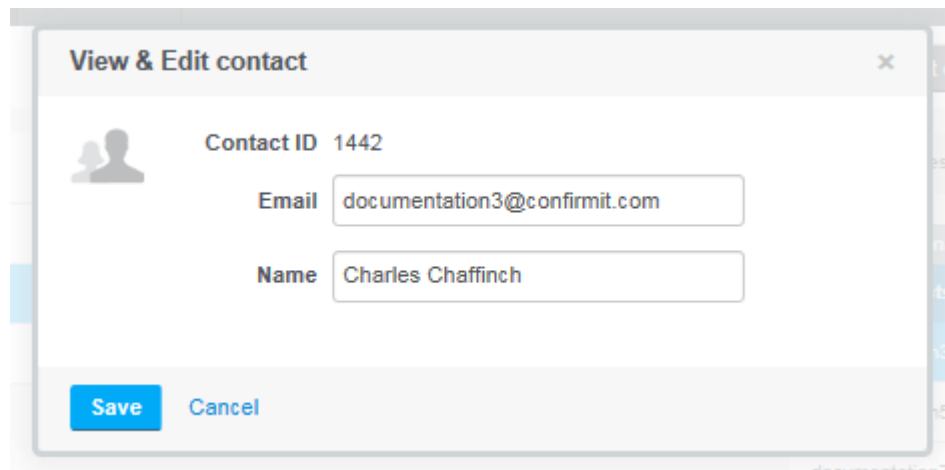 View & Edit contact ×
Contact ID 1442
Email documentation3@confirmit.com
Name Charles Chaffinch
Save Cancel